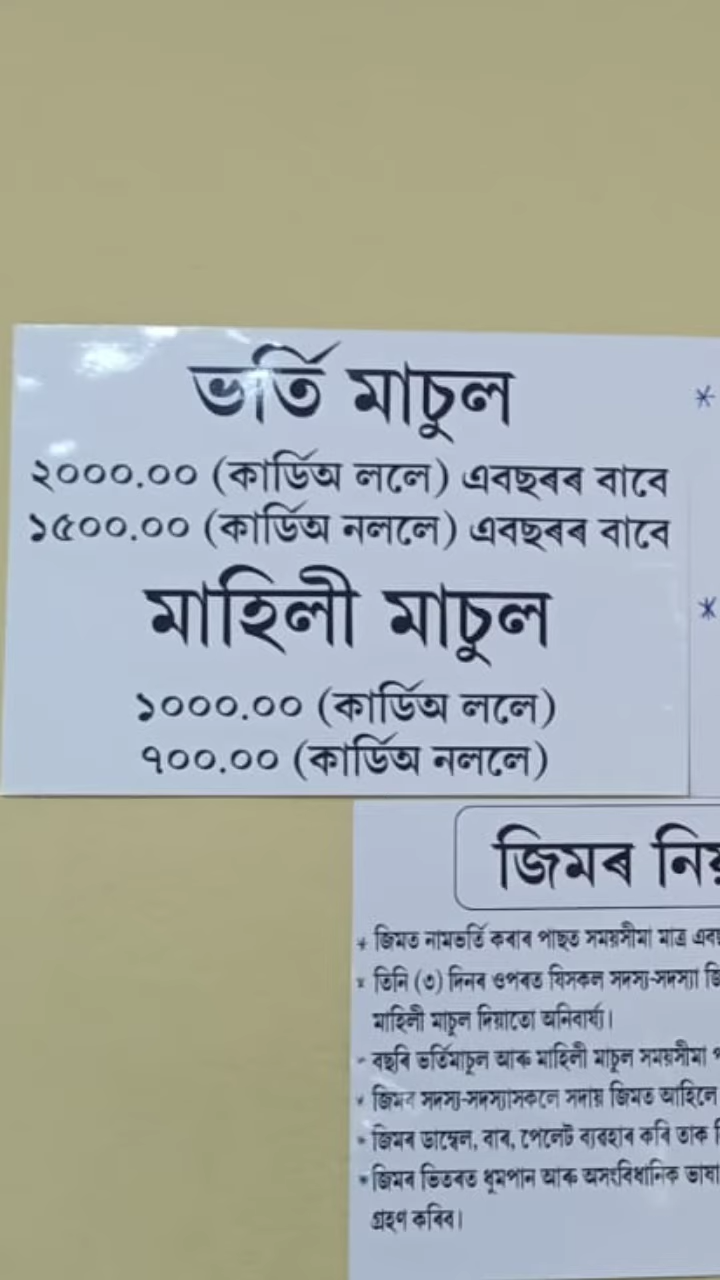 ভৰ্তি মাচুল
২০০০.০০ (কাৰ্ডিঅ ললে) এবছৰৰ বাবে
১৫০০.০০ (কাৰ্ডিঅ নললে) এবছৰৰ বাবে
মাহিলী মাচুল
১০০০.০০ (কাৰ্ডিঅ ললে)
৭০০.০০ (কাৰ্ডিঅ নললে)
জিমৰ
* জিমত নামভৰ্তি কৰাৰ পাছত সময়সীমা মাত্ৰ
* তিনি (৩) দিনৰ ওপৰত যিসকল সদস্য-সদস্যা
মাহিলী মাচুল দিয়াতো অনিবাৰ্য্য।
* বছৰি ভৰ্তিমাচুল আৰু মাহিলী মাচুল সময়সীমা
* জিমৰ সদস্য-সদস্যাসকলে সদায় জিমত আহিলে
* জিমৰ ডাম্বেল, বাৰ, পেলেট ব্যৱহাৰ কৰি তাক
* জিমৰ ভিতৰত ধুমপান আৰু অসংবিধানিক ভাষা
গ্ৰহণ কৰিব।